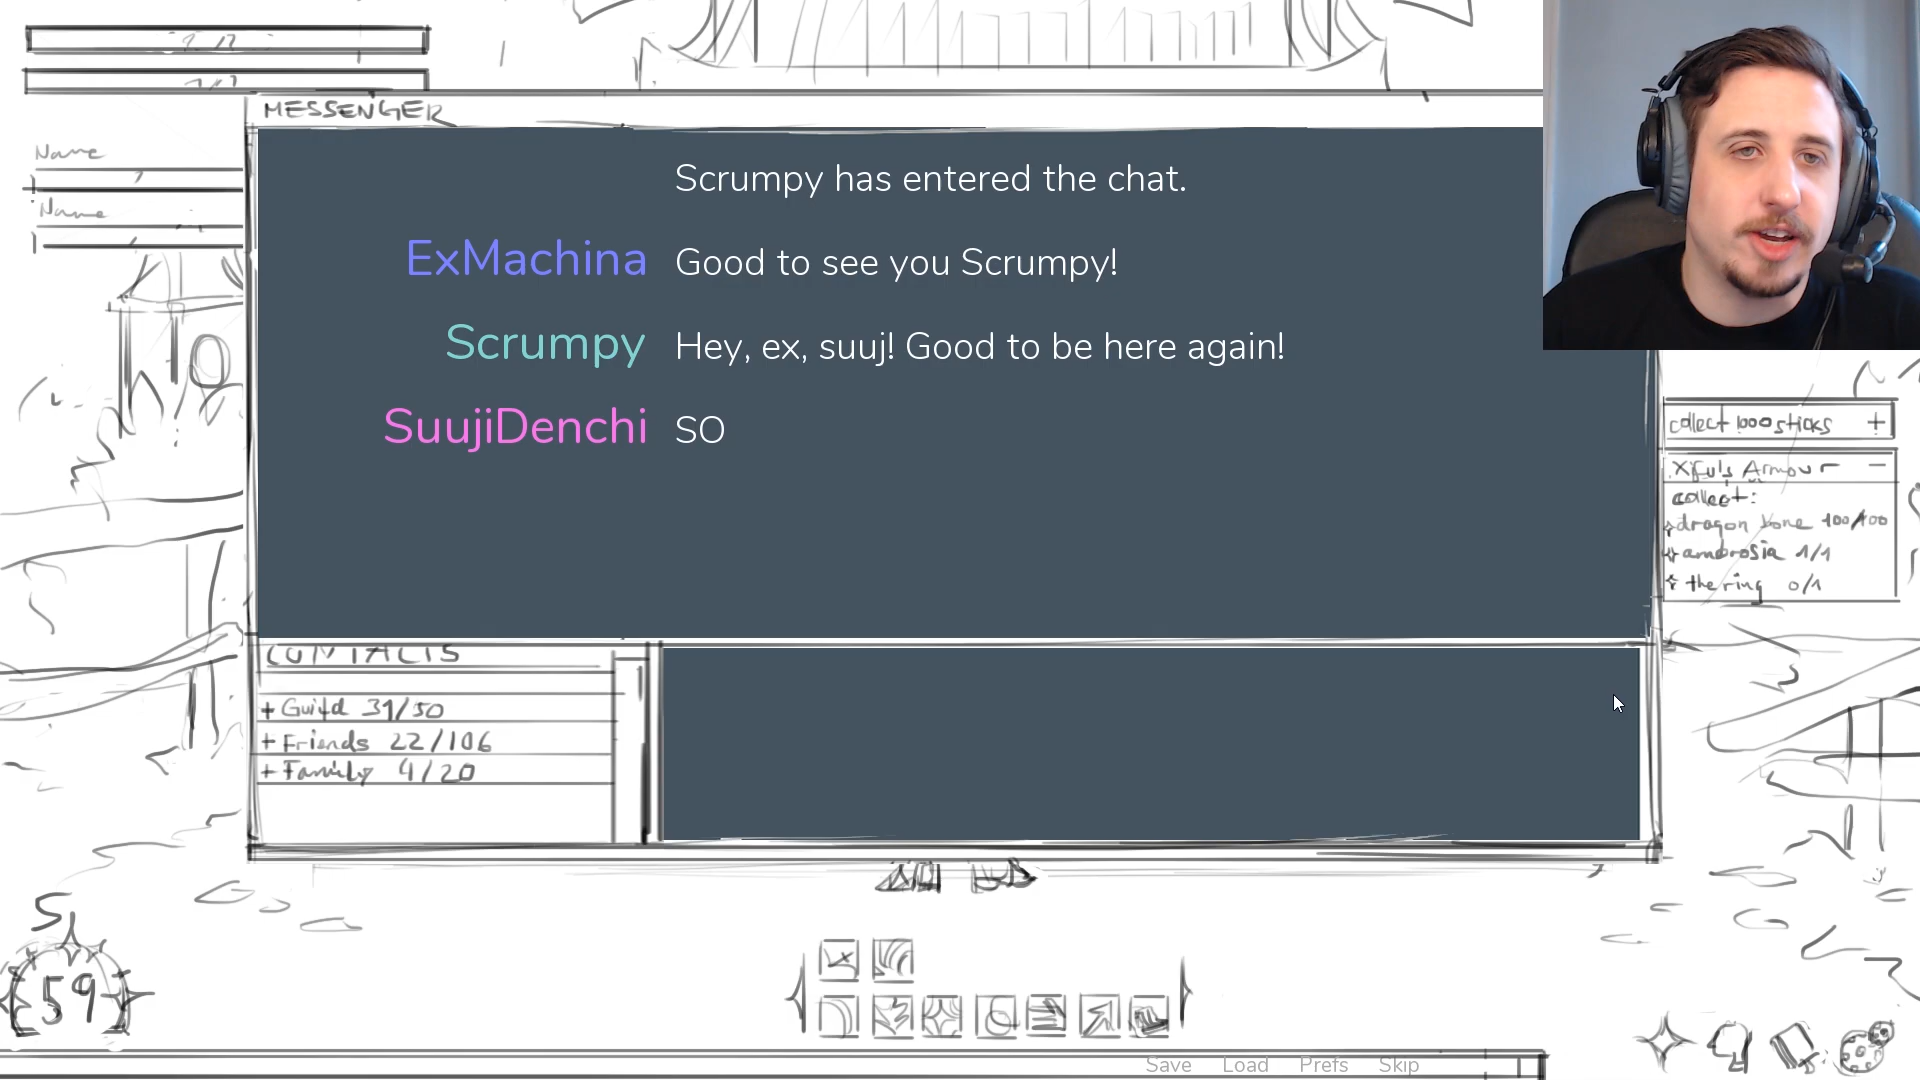 MESSENGER
Name
Name
Scrumpy has entered the chat.
ExMachina Good to see you Scrumpy!
Scrumpy Hey, ex, suuj! Good to be here again!
SuujiDenchi SO
collect 1000 sticks +
Armour −
collect:
dragon bone 100/100
ambrosia 1/1
the ring 0/1
CONTACTS
+ Guild 31/50
+ Friends 22/106
+ Family 4/20
59
Save Load Prefs Skip